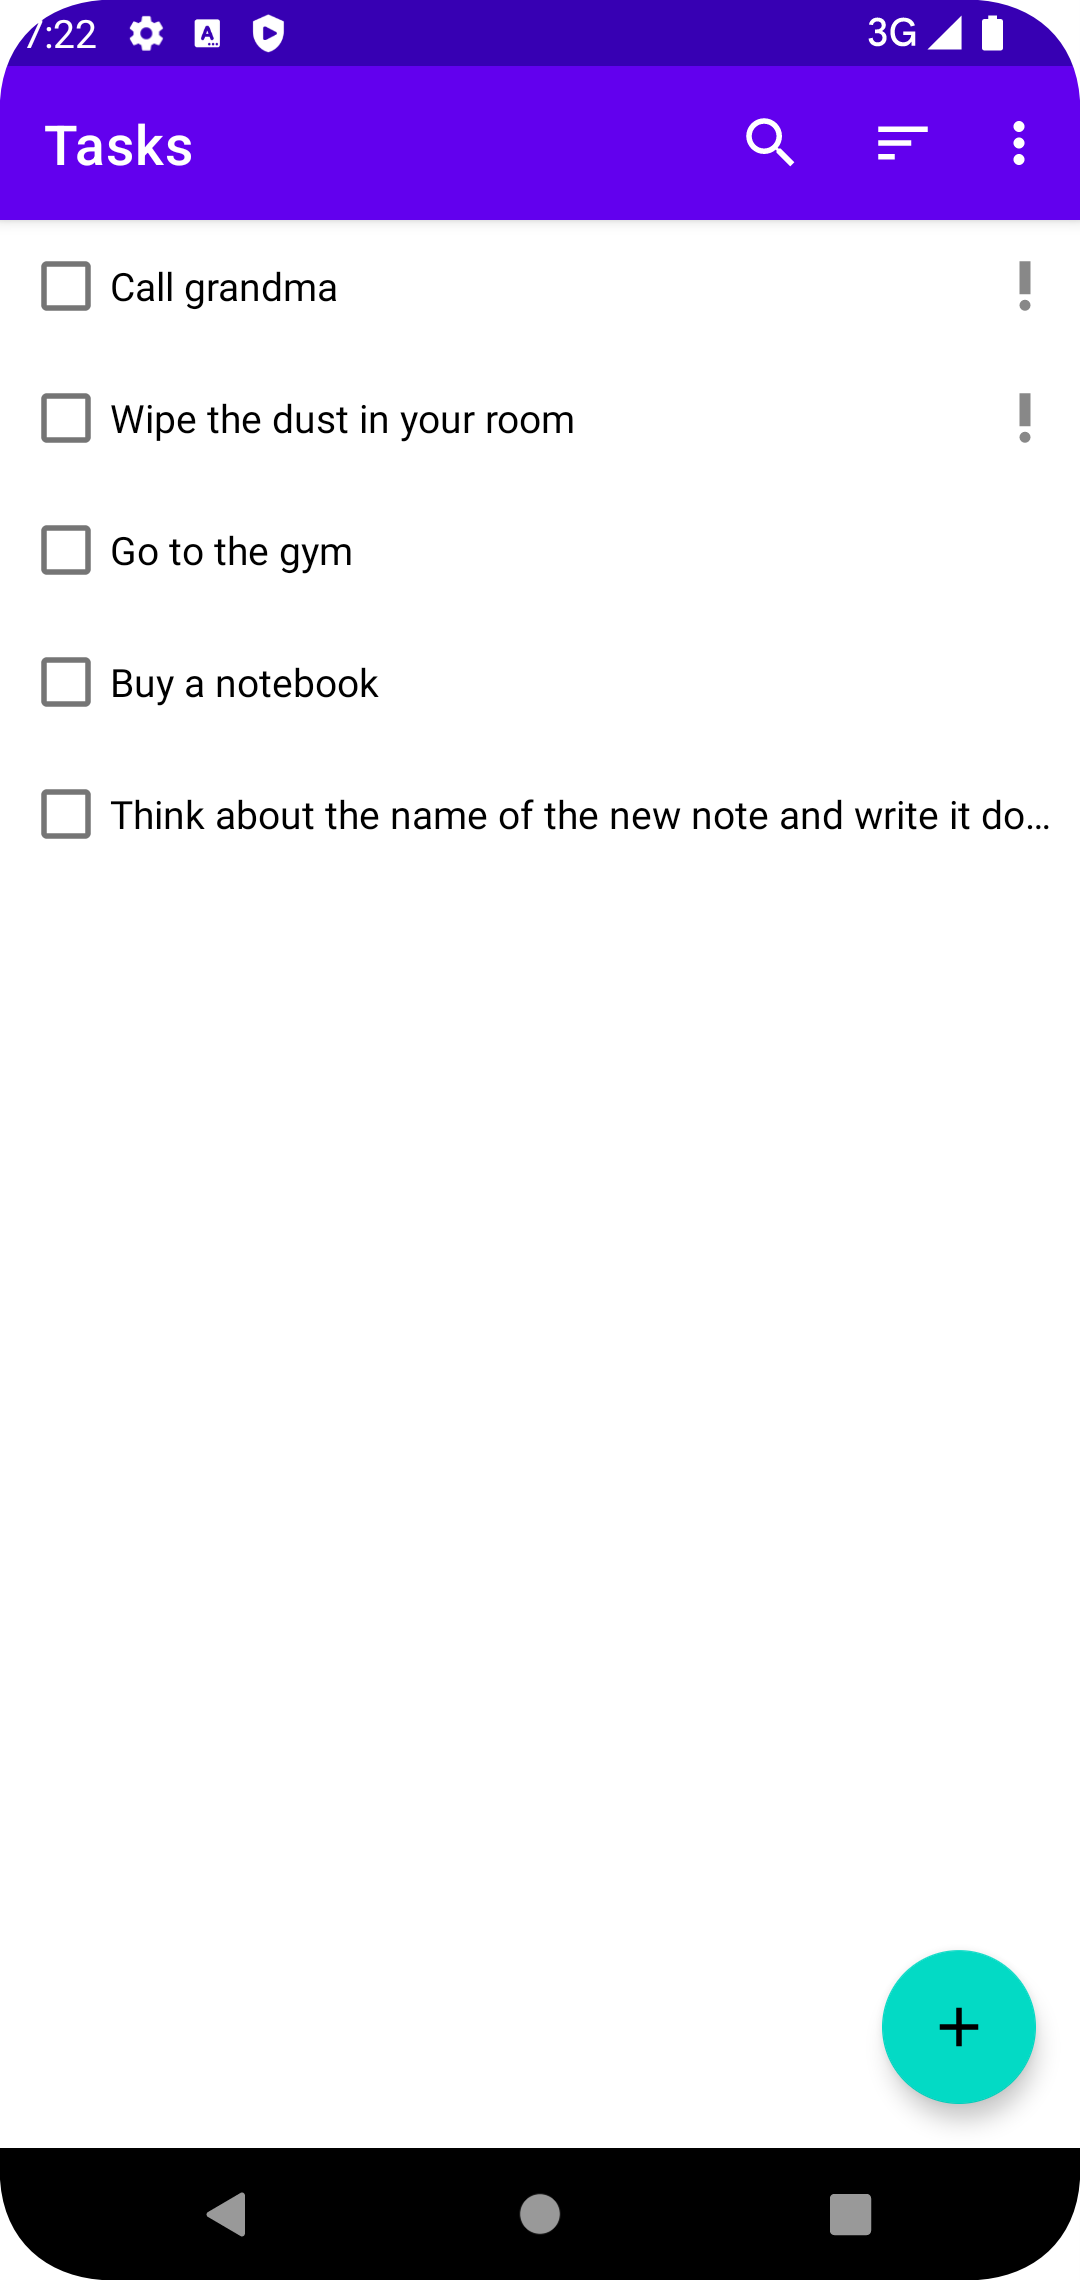 7:22 3G
Tasks
Call grandma
Wipe the dust in your room
Go to the gym
Buy a notebook
Think about the name of the new note and write it do...